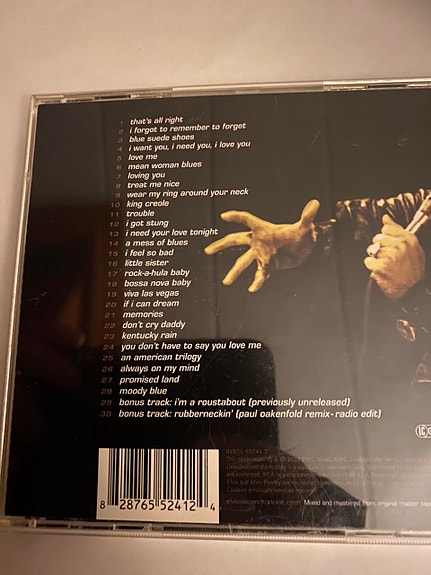 1 that's all right
2 i forgot to remember to forget
3 blue suede shoes
4 i want you, i need you, i love you
5 love me
6 mean woman blues
7 loving you
8 treat me nice
9 wear my ring around your neck
10 king creole
11 trouble
12 i got stung
13 i need your love tonight
14 a mess of blues
15 i feel so bad
16 little sister
17 rock-a-hula baby
18 bossa nova baby
19 viva las vegas
20 if i can dream
21 memories
22 don't cry daddy
23 kentucky rain
24 you don't have to say you love me
25 an american trilogy
26 always on my mind
27 promised land
28 moody blue
29 bonus track: i'm a roustabout (previously unreleased)
30 bonus track: rubberneckin' (paul oakenfold remix-radio edit)
82876 55241 2
Mixed and mastered from original master tape
8 28765 52412 4